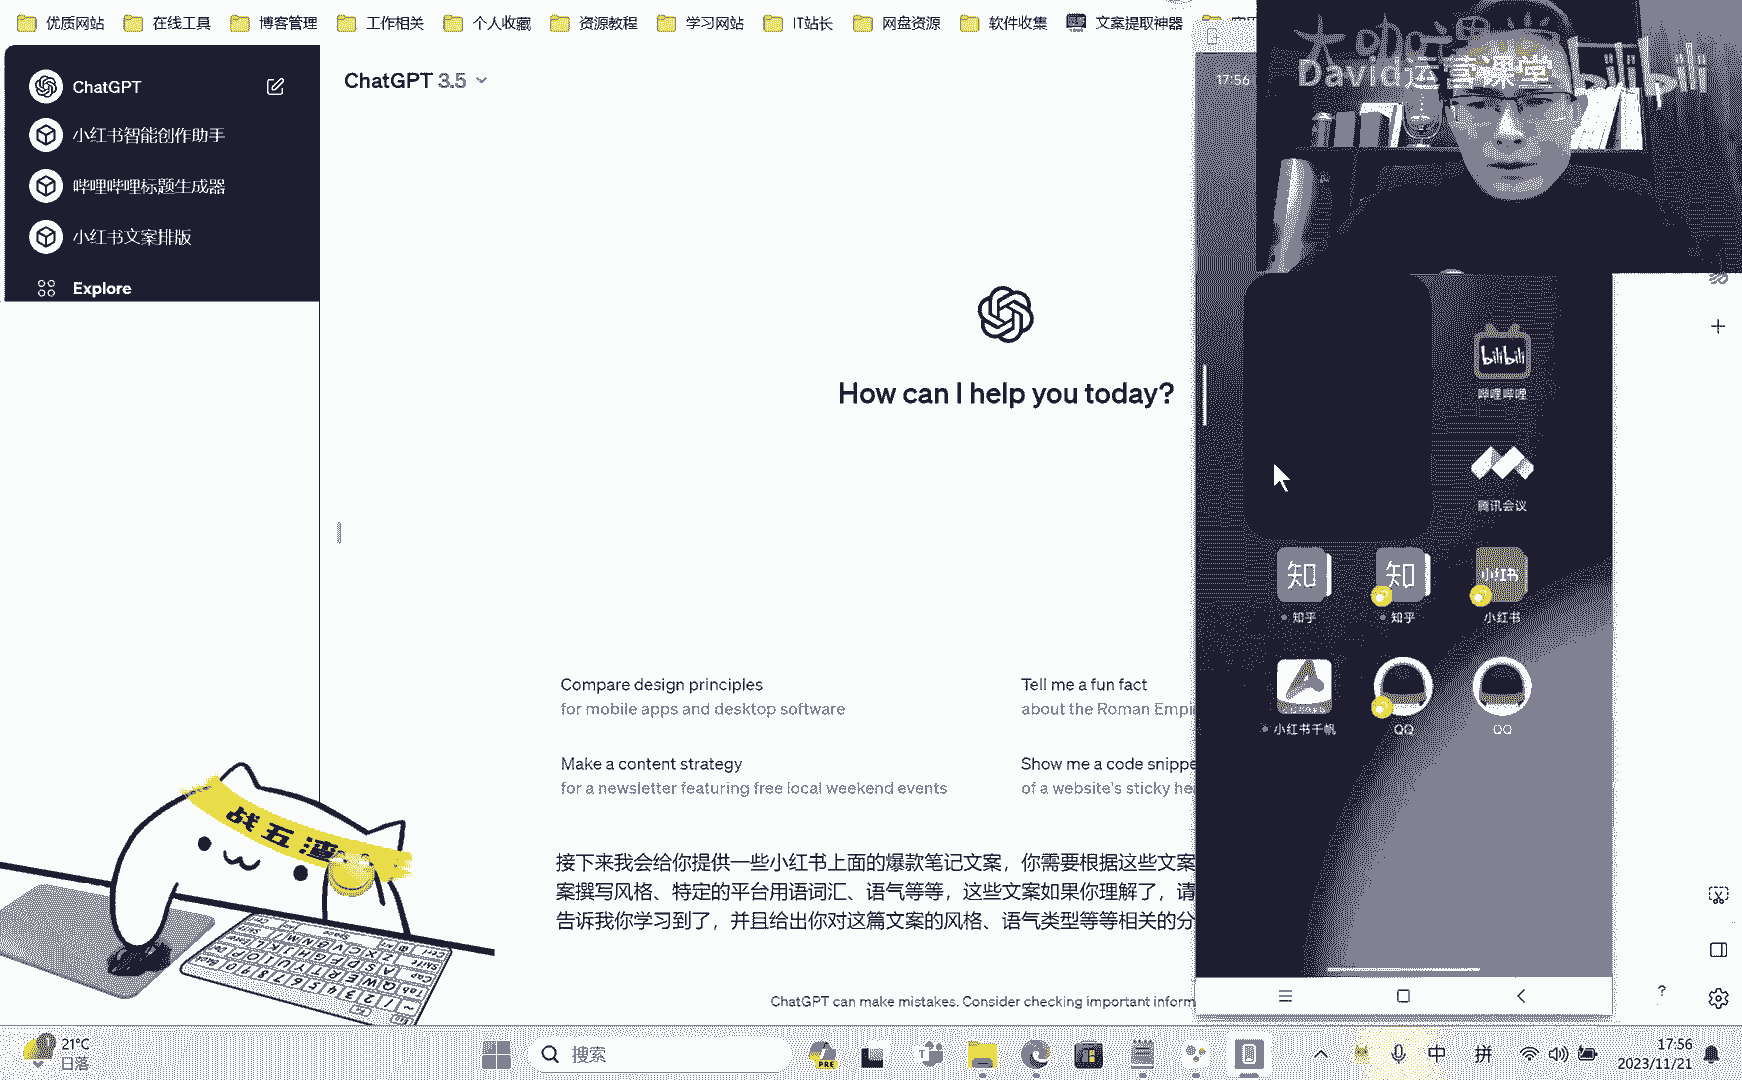 优质网站
在线工具
博客管理
工作相关
个人收藏
资源教程
学习网站
IT站长
网盘资源
软件收集
文案提取神器
ChatGPT
小红书智能创作助手
哔哩哔哩标题生成器
小红书文案排版
Explore
ChatGPT 3.5
How can I help you today?
Compare design principles
for mobile apps and desktop software
Tell me a fun fact
about the Roman Empi
Make a content strategy
for a newsletter featuring free local weekend events
Show me a code snippe
of a website's sticky he
接下来我会给你提供一些小红书上面的爆款笔记文案，你需要根据这些文案
案撰写风格、特定的平台用语词汇、语气等等，这些文案如果你理解了，请
告诉我你学习到了，并且给出你对这篇文案的风格、语气类型等等相关的分
ChatGPT can make mistakes. Consider checking important inform
17:56
David运营课堂
bilibili
bilibili
哔哩哔哩
腾讯会议
知
知乎
知
知乎
小红书
小红书
小红书千帆
QQ
QQ
战五渣
21°C
日落
搜索
PRE
中
拼
17:56
2023/11/21